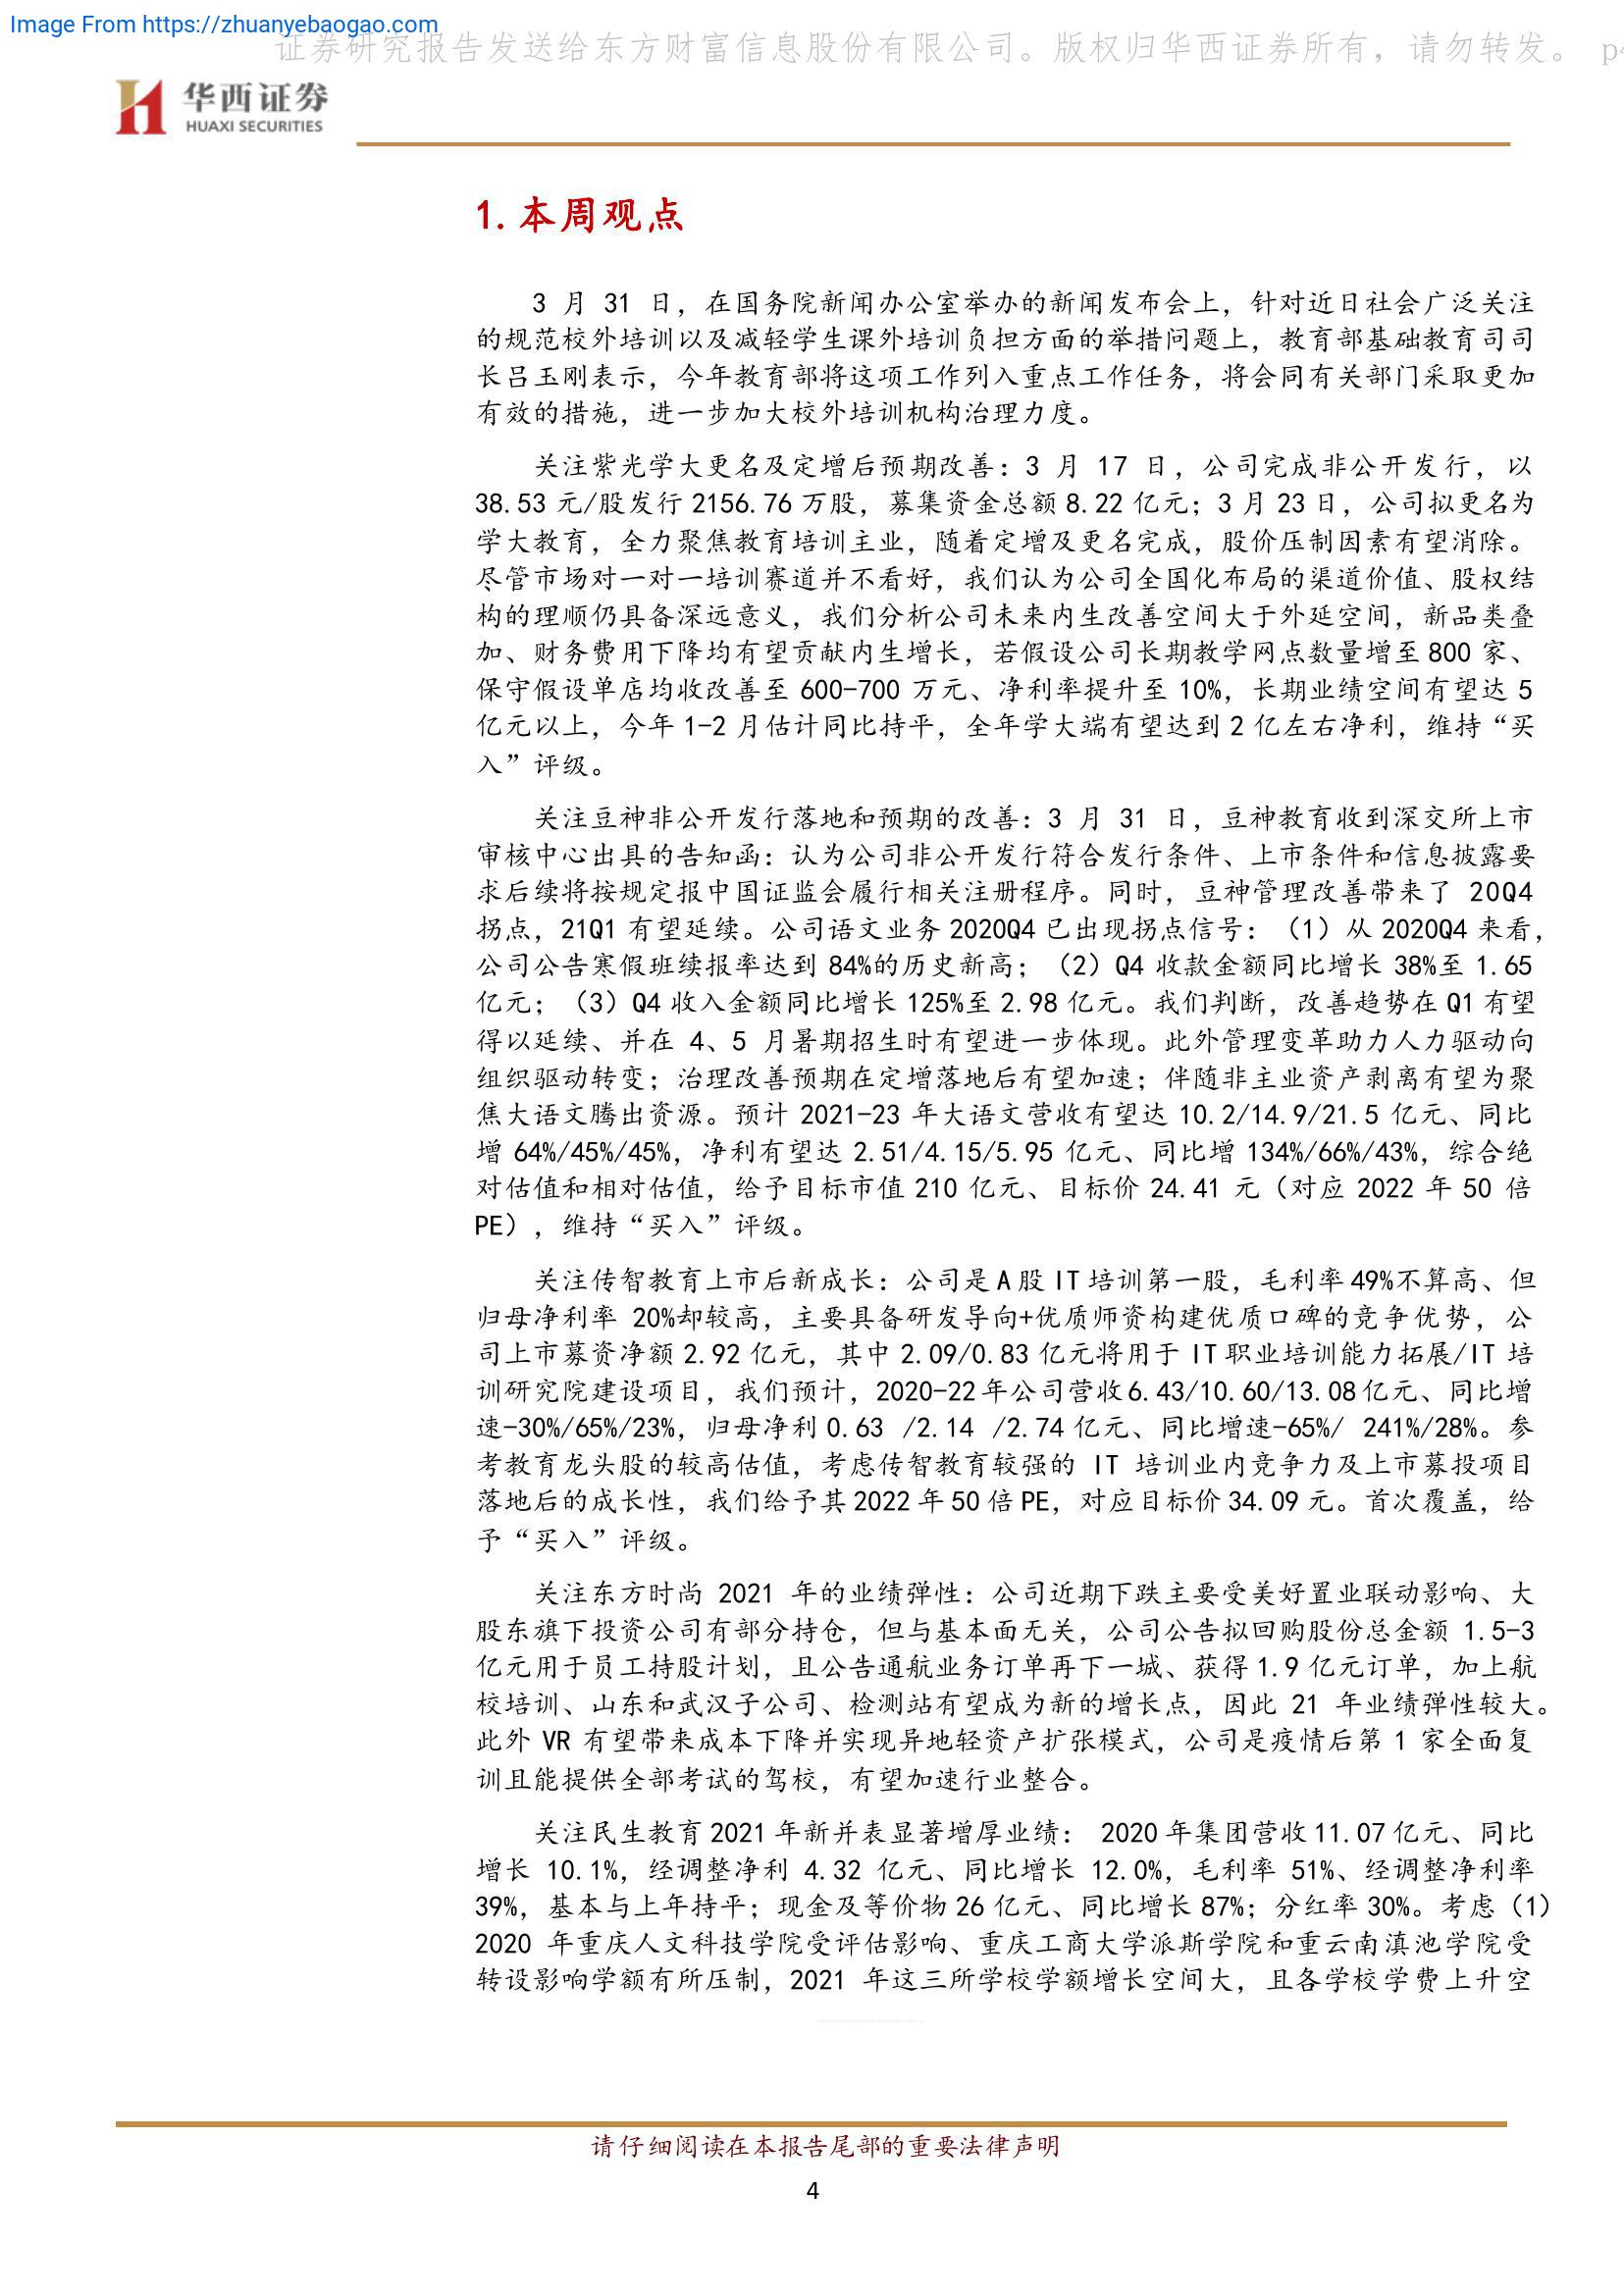 Image From https://zhuanyebaogao.com
证券研究报告发送给东方财富信息股份有限公司。版权归华西证券所有，请勿转发。 p4
华西证券
HUAXI SECURITIES
1.本周观点
3 月 31 日，在国务院新闻办公室举办的新闻发布会上，针对近日社会广泛关注
的规范校外培训以及减轻学生课外培训负担方面的举措问题上，教育部基础教育司司
长吕玉刚表示，今年教育部将这项工作列入重点工作任务，将会同有关部门采取更加
有效的措施，进一步加大校外培训机构治理力度。
关注紫光学大更名及定增后预期改善：3 月 17 日，公司完成非公开发行，以
38.53 元/股发行 2156.76 万股，募集资金总额 8.22 亿元；3 月 23 日，公司拟更名为
学大教育，全力聚焦教育培训主业，随着定增及更名完成，股价压制因素有望消除。
尽管市场对一对一培训赛道并不看好，我们认为公司全国化布局的渠道价值、股权结
构的理顺仍具备深远意义，我们分析公司未来内生改善空间大于外延空间，新品类叠
加、财务费用下降均有望贡献内生增长，若假设公司长期教学网点数量增至 800 家、
保守假设单店均收改善至 600-700 万元、净利率提升至 10%，长期业绩空间有望达 5
亿元以上，今年 1-2 月估计同比持平，全年学大端有望达到 2 亿左右净利，维持“买
入”评级。
关注豆神非公开发行落地和预期的改善：3 月 31 日，豆神教育收到深交所上市
审核中心出具的告知函：认为公司非公开发行符合发行条件、上市条件和信息披露要
求后续将按规定报中国证监会履行相关注册程序。同时，豆神管理改善带来了 20Q4
拐点，21Q1 有望延续。公司语文业务 2020Q4 已出现拐点信号：（1）从 2020Q4 来看，
公司公告寒假班续报率达到 84%的历史新高；（2）Q4 收款金额同比增长 38%至 1.65
亿元；（3）Q4 收入金额同比增长 125%至 2.98 亿元。我们判断，改善趋势在 Q1 有望
得以延续、并在 4、5 月暑期招生时有望进一步体现。此外管理变革助力人力驱动向
组织驱动转变；治理改善预期在定增落地后有望加速；伴随非主业资产剥离有望为聚
焦大语文腾出资源。预计 2021-23 年大语文营收有望达 10.2/14.9/21.5 亿元、同比
增 64%/45%/45%，净利有望达 2.51/4.15/5.95 亿元、同比增 134%/66%/43%，综合绝
对估值和相对估值，给予目标市值 210 亿元、目标价 24.41 元（对应 2022 年 50 倍
PE），维持“买入”评级。
关注传智教育上市后新成长：公司是 A 股 IT 培训第一股，毛利率 49%不算高、但
归母净利率 20%却较高，主要具备研发导向+优质师资构建优质口碑的竞争优势，公
司上市募资净额 2.92 亿元，其中 2.09/0.83 亿元将用于 IT 职业培训能力拓展/IT 培
训研究院建设项目，我们预计，2020-22 年公司营收 6.43/10.60/13.08 亿元、同比增
速-30%/65%/23%，归母净利 0.63 /2.14 /2.74 亿元、同比增速-65%/ 241%/28%。参
考教育龙头股的较高估值，考虑传智教育较强的 IT 培训业内竞争力及上市募投项目
落地后的成长性，我们给予其 2022 年 50 倍 PE，对应目标价 34.09 元。首次覆盖，给
予“买入”评级。
关注东方时尚 2021 年的业绩弹性：公司近期下跌主要受美好置业联动影响、大
股东旗下投资公司有部分持仓，但与基本面无关，公司公告拟回购股份总金额 1.5-3
亿元用于员工持股计划，且公告通航业务订单再下一城、获得 1.9 亿元订单，加上航
校培训、山东和武汉子公司、检测站有望成为新的增长点，因此 21 年业绩弹性较大。
此外 VR 有望带来成本下降并实现异地轻资产扩张模式，公司是疫情后第 1 家全面复
训且能提供全部考试的驾校，有望加速行业整合。
关注民生教育 2021 年新并表显著增厚业绩： 2020 年集团营收 11.07 亿元、同比
增长 10.1%，经调整净利 4.32 亿元、同比增长 12.0%，毛利率 51%、经调整净利率
39%，基本与上年持平；现金及等价物 26 亿元、同比增长 87%；分红率 30%。考虑（1）
2020 年重庆人文科技学院受评估影响、重庆工商大学派斯学院和重云南滇池学院受
转设影响学额有所压制，2021 年这三所学校学额增长空间大，且各学校学费上升空
请仔细阅读在本报告尾部的重要法律声明
4